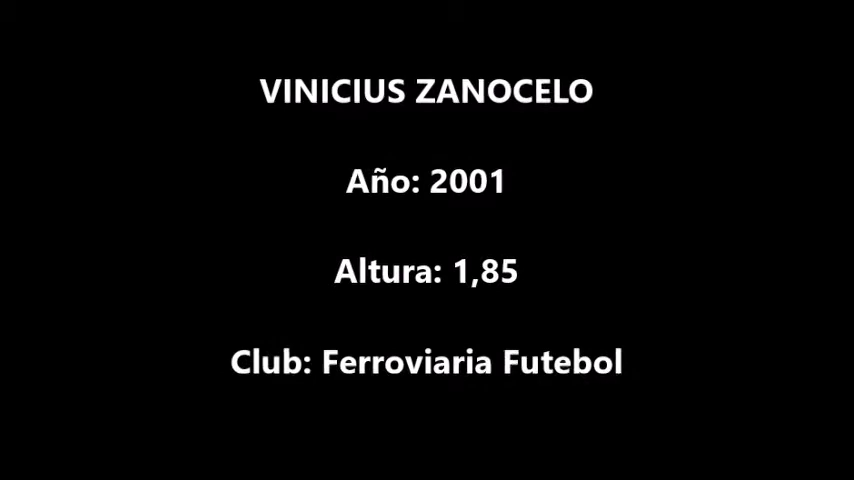 VINICIUS ZANOCELO
Año: 2001
Altura: 1,85
Club: Ferroviaria Futebol